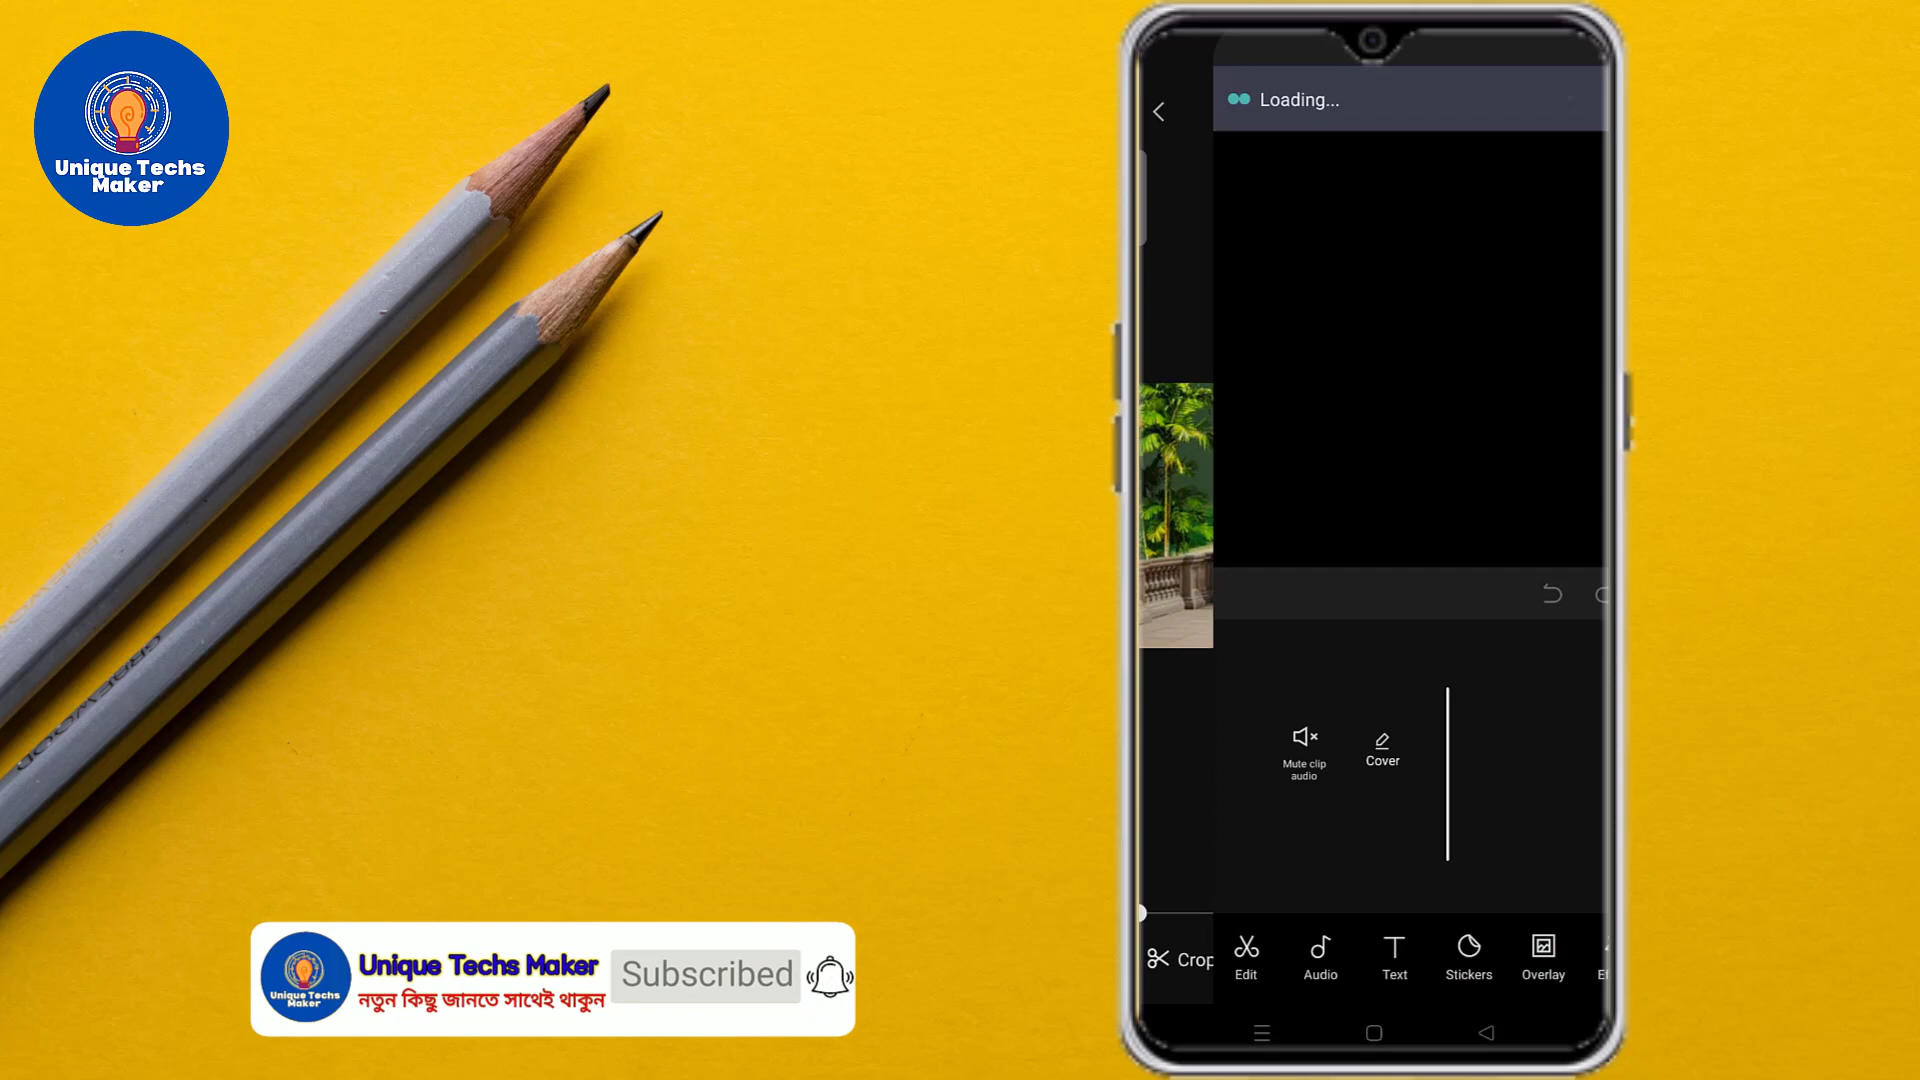 Unique Techs
Maker
Loading...
Mute clip
audio
Cover
Crop
Edit
Audio
Text
Stickers
Overlay
Unique Techs Maker
নতুন কিছু জানতে সাথেই থাকুন
Subscribed
Unique Techs
Maker